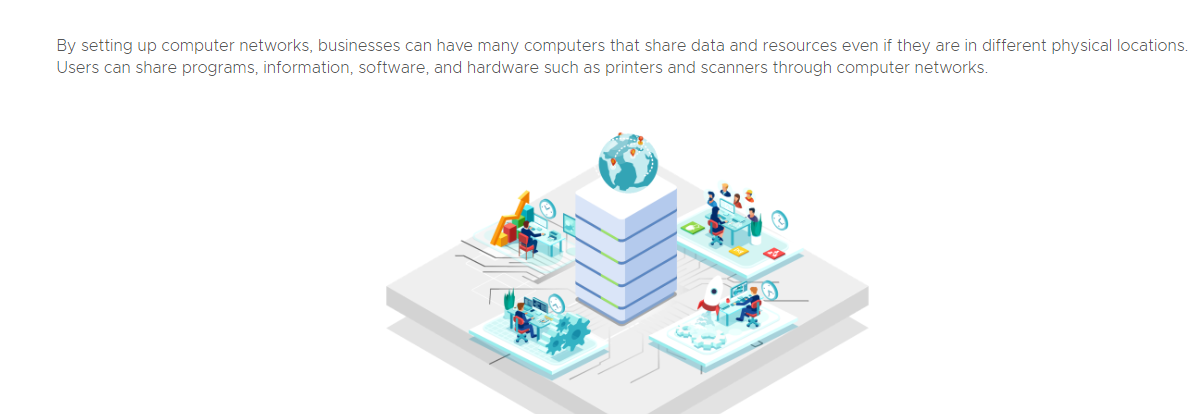 By setting up computer networks, businesses can have many computers that share data and resources even if they are in different physical locations.
Users can share programs, information, software, and hardware such as printers and scanners through computer networks.